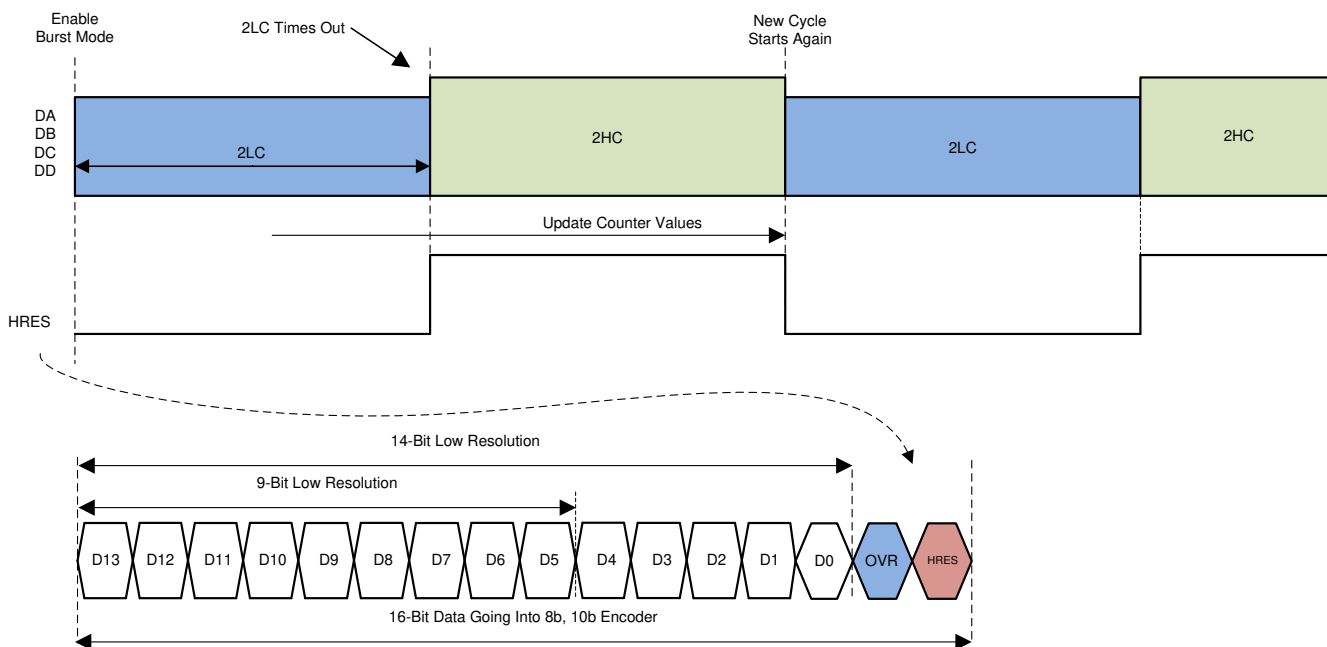 Enable
Burst Mode
2LC Times Out
New Cycle
Starts Again
DA
DB
DC
DD
2LC
2HC
2LC
2HC
Update Counter Values
HRES
14-Bit Low Resolution
9-Bit Low Resolution
D13 D12 D11 D10 D9 D8 D7 D6 D5 D4 D3 D2 D1 D0 OVR HRES
16-Bit Data Going Into 8b, 10b Encoder